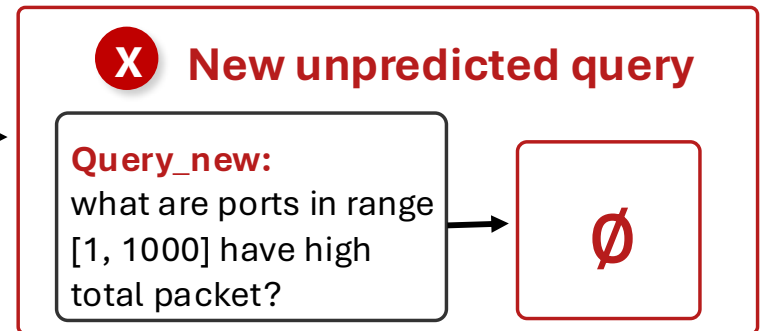 X New unpredicted query
Query_new:
what are ports in range
[1, 1000] have high
total packet?
∅